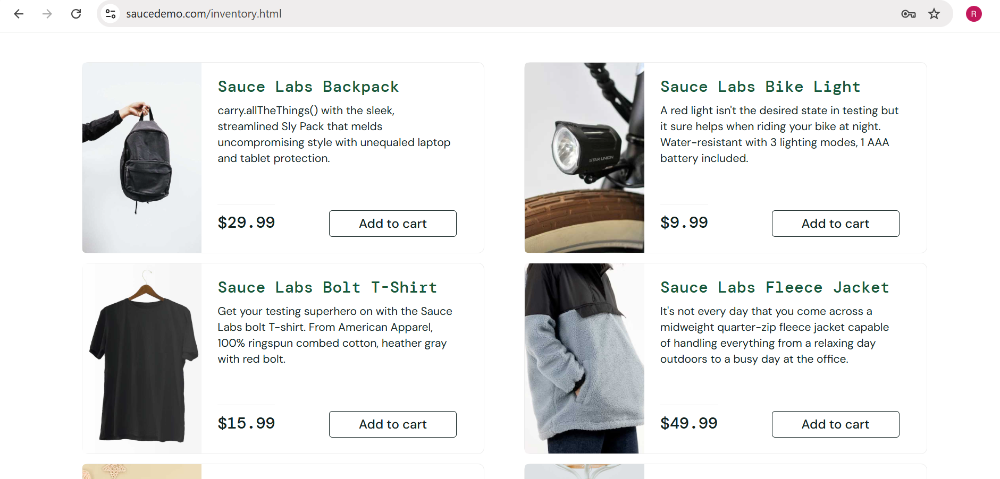 saucedemo.com/inventory.html
R
Sauce Labs Backpack
carry.allTheThings() with the sleek,
streamlined Sly Pack that melds
uncompromising style with unequaled laptop
and tablet protection.
$29.99
Add to cart
Sauce Labs Bike Light
A red light isn't the desired state in testing but
it sure helps when riding your bike at night.
Water-resistant with 3 lighting modes, 1 AAA
battery included.
STAR UNION
$9.99
Add to cart
Sauce Labs Bolt T-Shirt
Get your testing superhero on with the Sauce
Labs bolt T-shirt. From American Apparel,
100% ringspun combed cotton, heather gray
with red bolt.
$15.99
Add to cart
Sauce Labs Fleece Jacket
It's not every day that you come across a
midweight quarter-zip fleece jacket capable
of handling everything from a relaxing day
outdoors to a busy day at the office.
$49.99
Add to cart